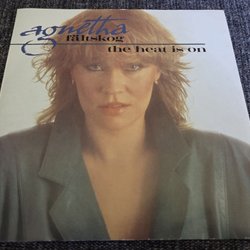 agnetha
fältskog
the heat is on